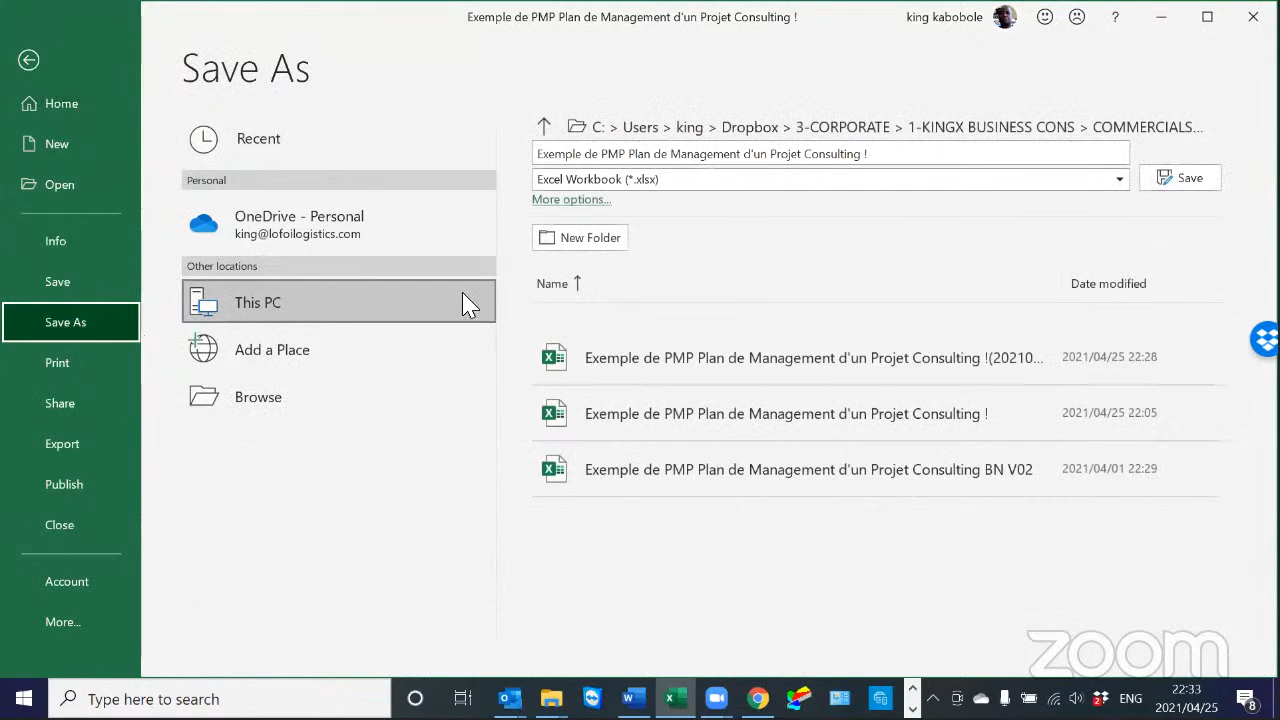 Exemple de PMP Plan de Management d'un Projet Consulting !
king kabobole
?
Save As
Home
New
Open
Info
Save
Save As
Print
Share
Export
Publish
Close
Account
More...
Recent
Personal
OneDrive - Personal
king@lofoilogistics.com
Other locations
This PC
Add a Place
Browse
C: > Users > king > Dropbox > 3-CORPORATE > 1-KINGX BUSINESS CONS > COMMERCIALS...
Exemple de PMP Plan de Management d'un Projet Consulting !
Excel Workbook (*.xlsx)
Save
More options...
New Folder
Name Date modified
Exemple de PMP Plan de Management d'un Projet Consulting !(20210... 2021/04/25 22:28
Exemple de PMP Plan de Management d'un Projet Consulting ! 2021/04/25 22:05
Exemple de PMP Plan de Management d'un Projet Consulting BN V02 2021/04/01 22:29
zoom
Type here to search
2
ENG
22:33
2021/04/25
8